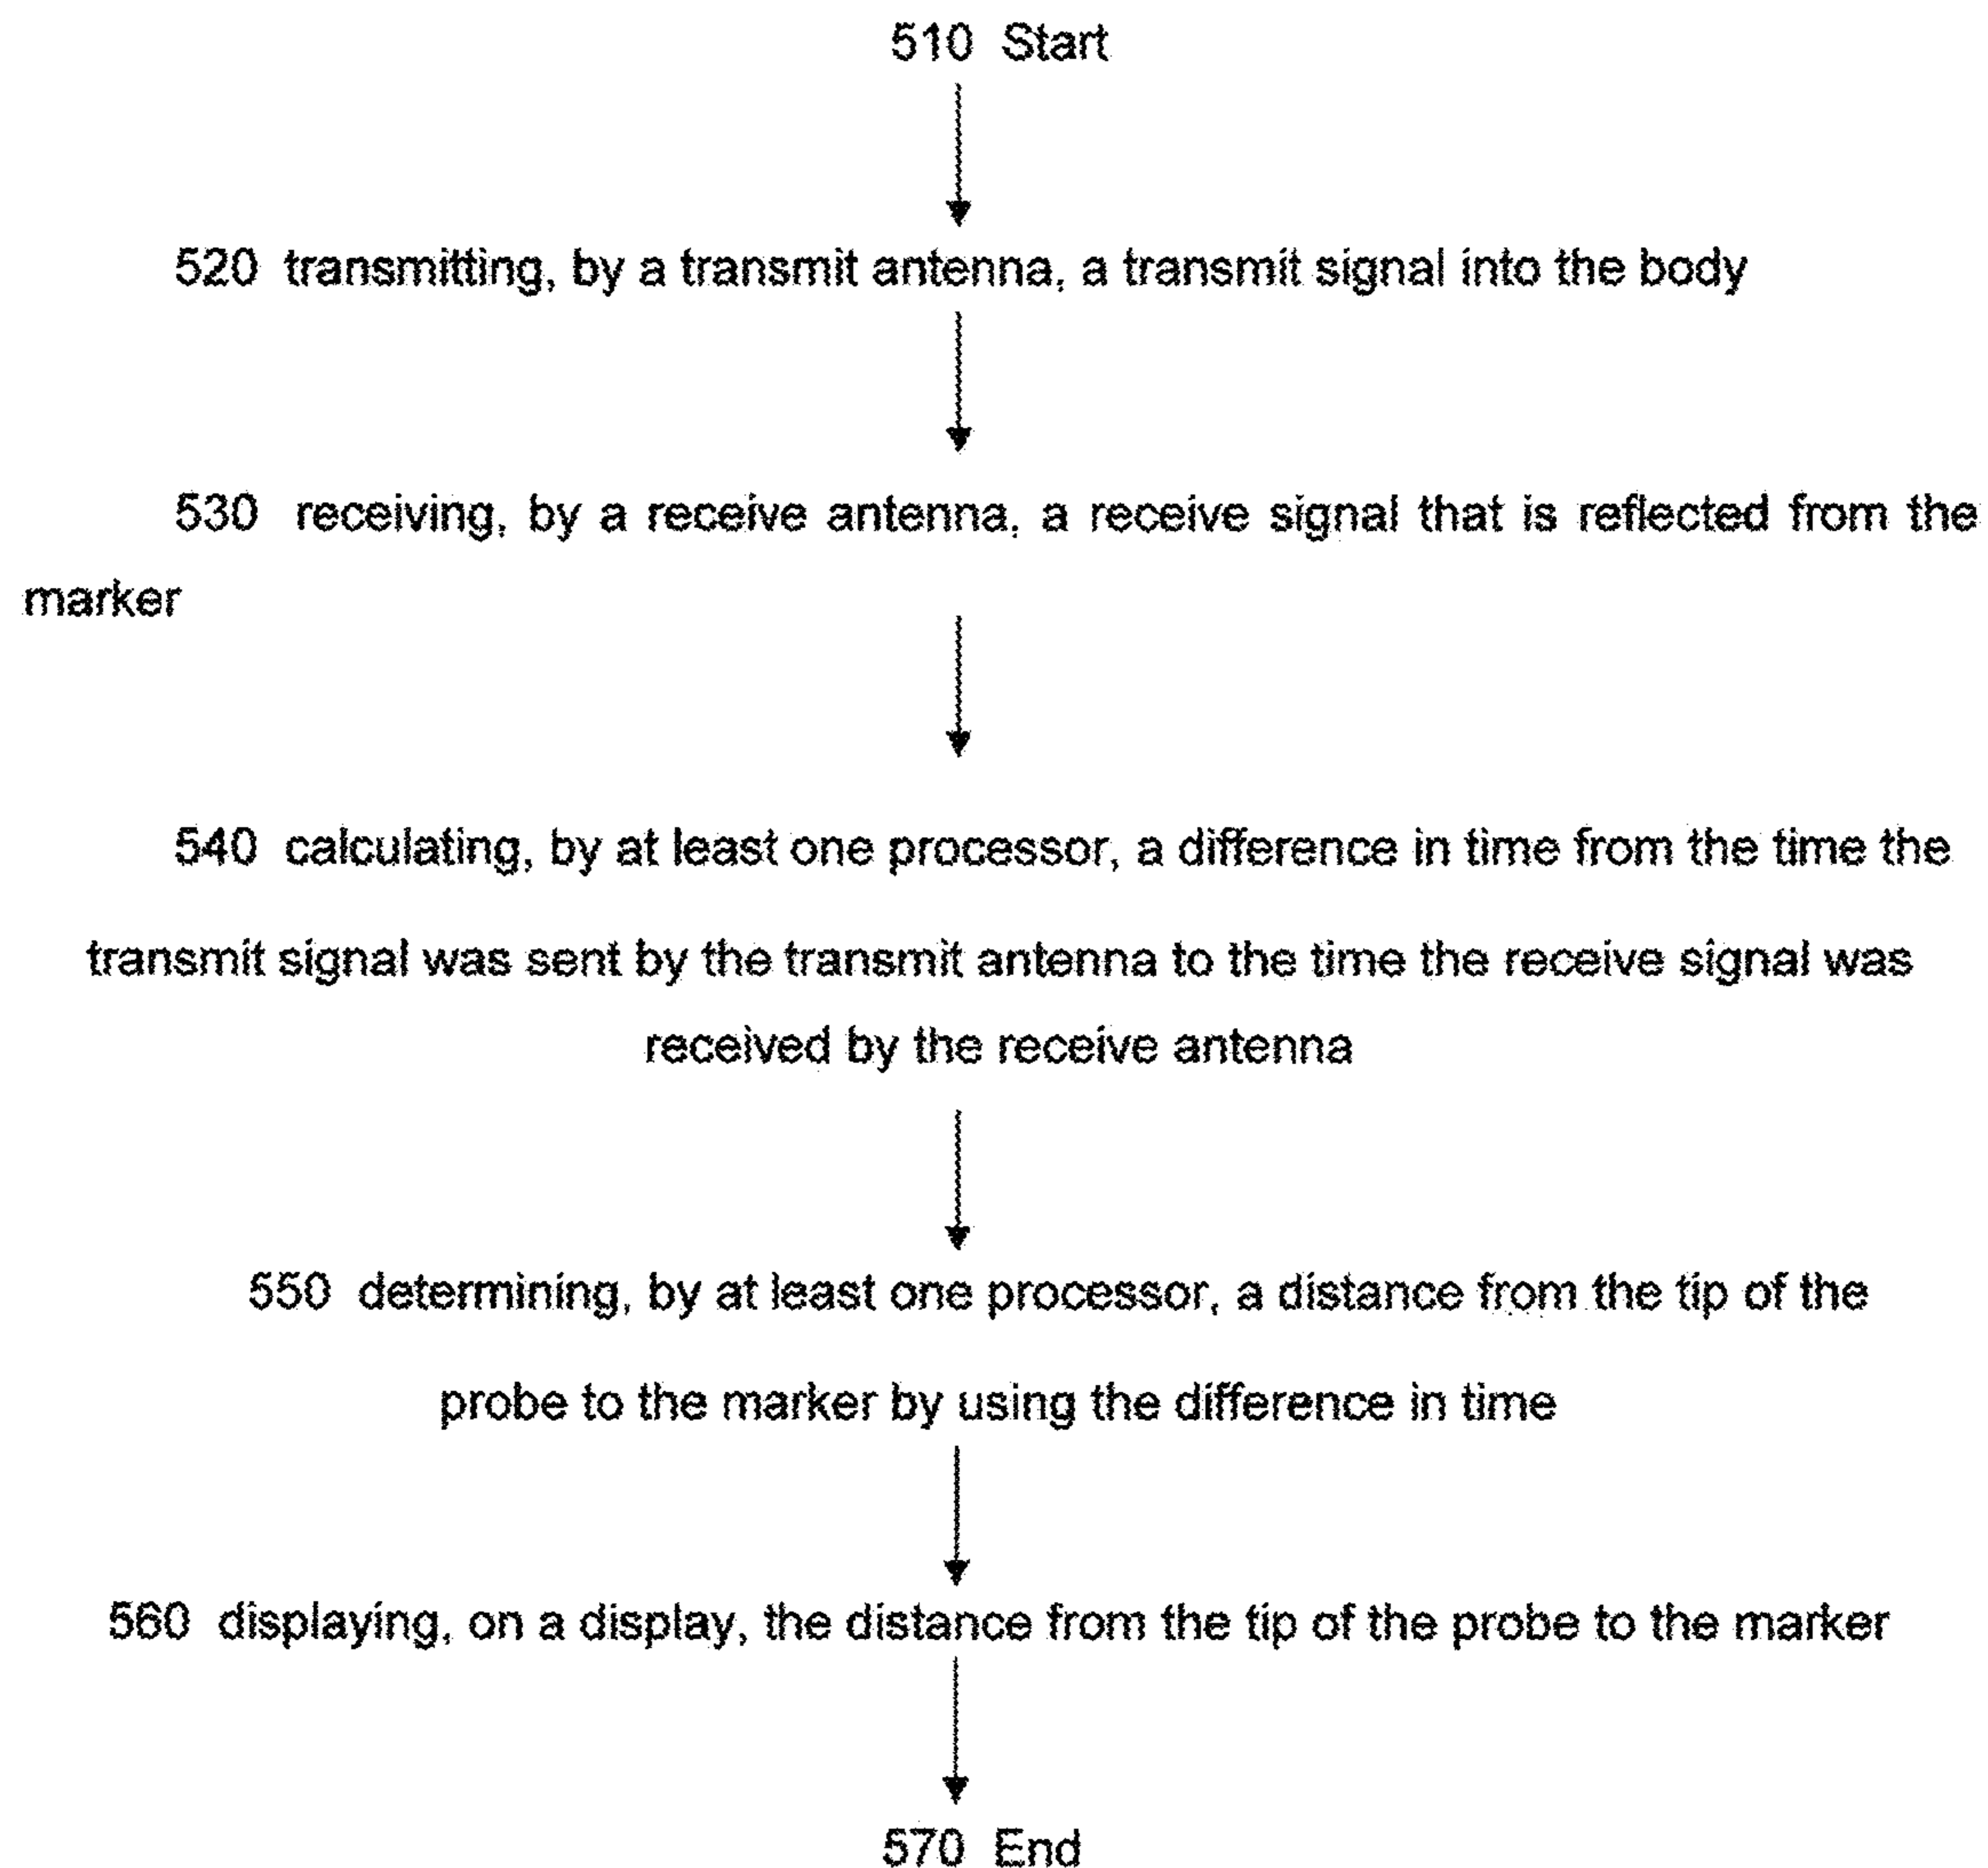 510 Start
520 transmitting, by a transmit antenna, a transmit signal into the body
530 receiving, by a receive antenna, a receive signal that is reflected from the
marker
540 calculating, by at least one processor, a difference in time from the time the
transmit signal was sent by the transmit antenna to the time the receive signal was
received by the receive antenna
550 determining, by at least one processor, a distance from the tip of the
probe to the marker by using the difference in time
560 displaying, on a display, the distance from the tip of the probe to the marker
570 End